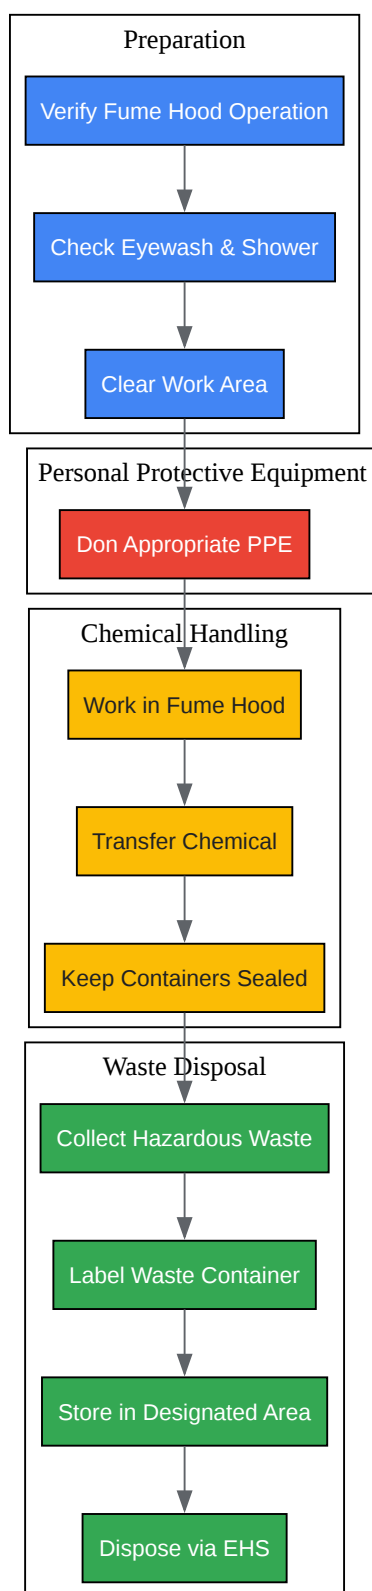 Preparation
Verify Fume Hood Operation
Check Eyewash & Shower
Clear Work Area
Personal Protective Equipment
Don Appropriate PPE
Chemical Handling
Work in Fume Hood
Transfer Chemical
Keep Containers Sealed
Waste Disposal
Collect Hazardous Waste
Label Waste Container
Store in Designated Area
Dispose via EHS